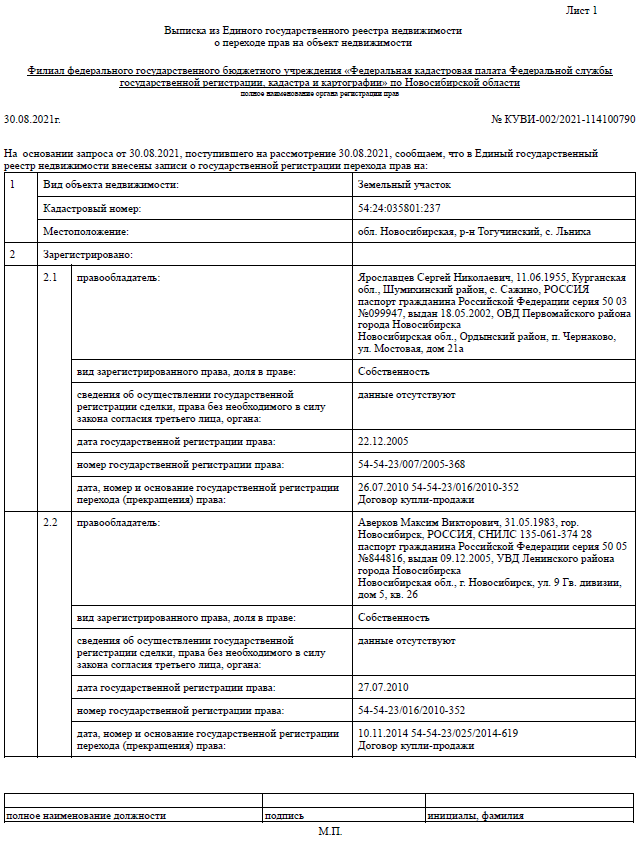 Лист 1
Выписка из Единого государственного реестра недвижимости
о переходе прав на объект недвижимости
Филиал федерального государственного бюджетного учреждения «Федеральная кадастровая палата Федеральной службы
государственной регистрации, кадастра и картографии» по Новосибирской области
полное наименование органа регистрации прав
30.08.2021г. № КУВИ-002/2021-114100790
На основании запроса от 30.08.2021, поступившего на рассмотрение 30.08.2021, сообщаем, что в Единый государственный
реестр недвижимости внесены записи о государственной регистрации перехода прав на:
1 Вид объекта недвижимости: Земельный участок
Кадастровый номер: 54:24:035801:237
Местоположение: обл. Новосибирская, р-н Тогучинский, с. Льниха
2 Зарегистрировано:
2.1 правообладатель: Ярославцев Сергей Николаевич, 11.06.1955, Курганская
обл., Шумихинский район, с. Сажино, РОССИЯ
паспорт гражданина Российской Федерации серия 50 03
№099947, выдан 18.05.2002, ОВД Первомайского района
города Новосибирска
Новосибирская обл., Ордынский район, п. Чернаково,
ул. Мостовая, дом 21а
вид зарегистрированного права, доля в праве: Собственность
сведения об осуществлении государственной данные отсутствуют
регистрации сделки, права без необходимого в силу
закона согласия третьего лица, органа:
дата государственной регистрации права: 22.12.2005
номер государственной регистрации права: 54-54-23/007/2005-368
дата, номер и основание государственной регистрации 26.07.2010 54-54-23/016/2010-352
перехода (прекращения) права: Договор купли-продажи
2.2 правообладатель: Аверков Максим Викторович, 31.05.1983, гор.
Новосибирск, РОССИЯ, СНИЛС 135-061-374 28
паспорт гражданина Российской Федерации серия 50 05
№844816, выдан 09.12.2005, УВД Ленинского района
города Новосибирска
Новосибирская обл., г. Новосибирск, ул. 9 Гв. дивизии,
дом 5, кв. 26
вид зарегистрированного права, доля в праве: Собственность
сведения об осуществлении государственной данные отсутствуют
регистрации сделки, права без необходимого в силу
закона согласия третьего лица, органа:
дата государственной регистрации права: 27.07.2010
номер государственной регистрации права: 54-54-23/016/2010-352
дата, номер и основание государственной регистрации 10.11.2014 54-54-23/025/2014-619
перехода (прекращения) права: Договор купли-продажи
полное наименование должности подпись инициалы, фамилия
М.П.